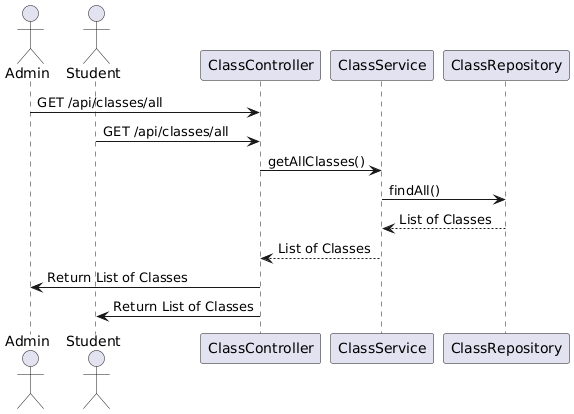 Admin
Student
ClassController
ClassService
ClassRepository
GET /api/classes/all
GET /api/classes/all
getAllClasses()
findAll()
List of Classes
List of Classes
Return List of Classes
Return List of Classes
Admin
Student
ClassController
ClassService
ClassRepository